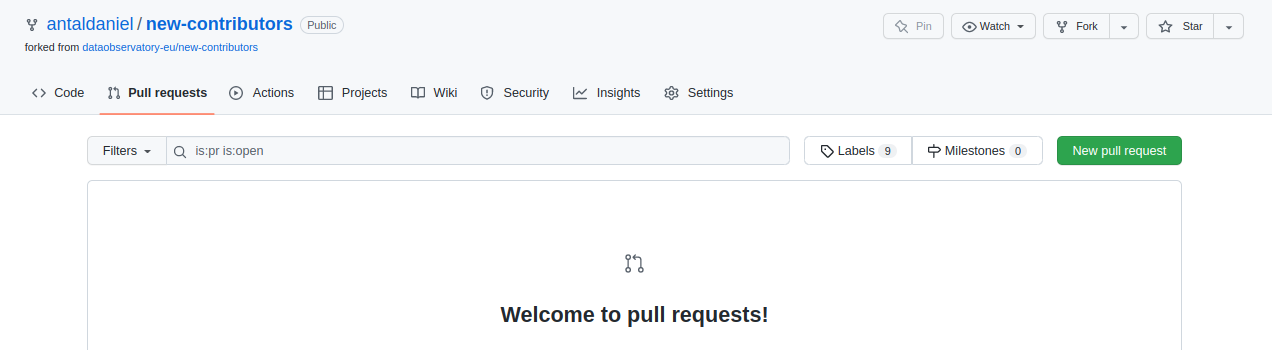 antaldaniel / new-contributors Public Pin Watch Fork Star
forked from dataobservatory-eu/new-contributors
Code Pull requests Actions Projects Wiki Security Insights Settings
Filters is:pr is:open Labels 9 Milestones 0 New pull request
Welcome to pull requests!